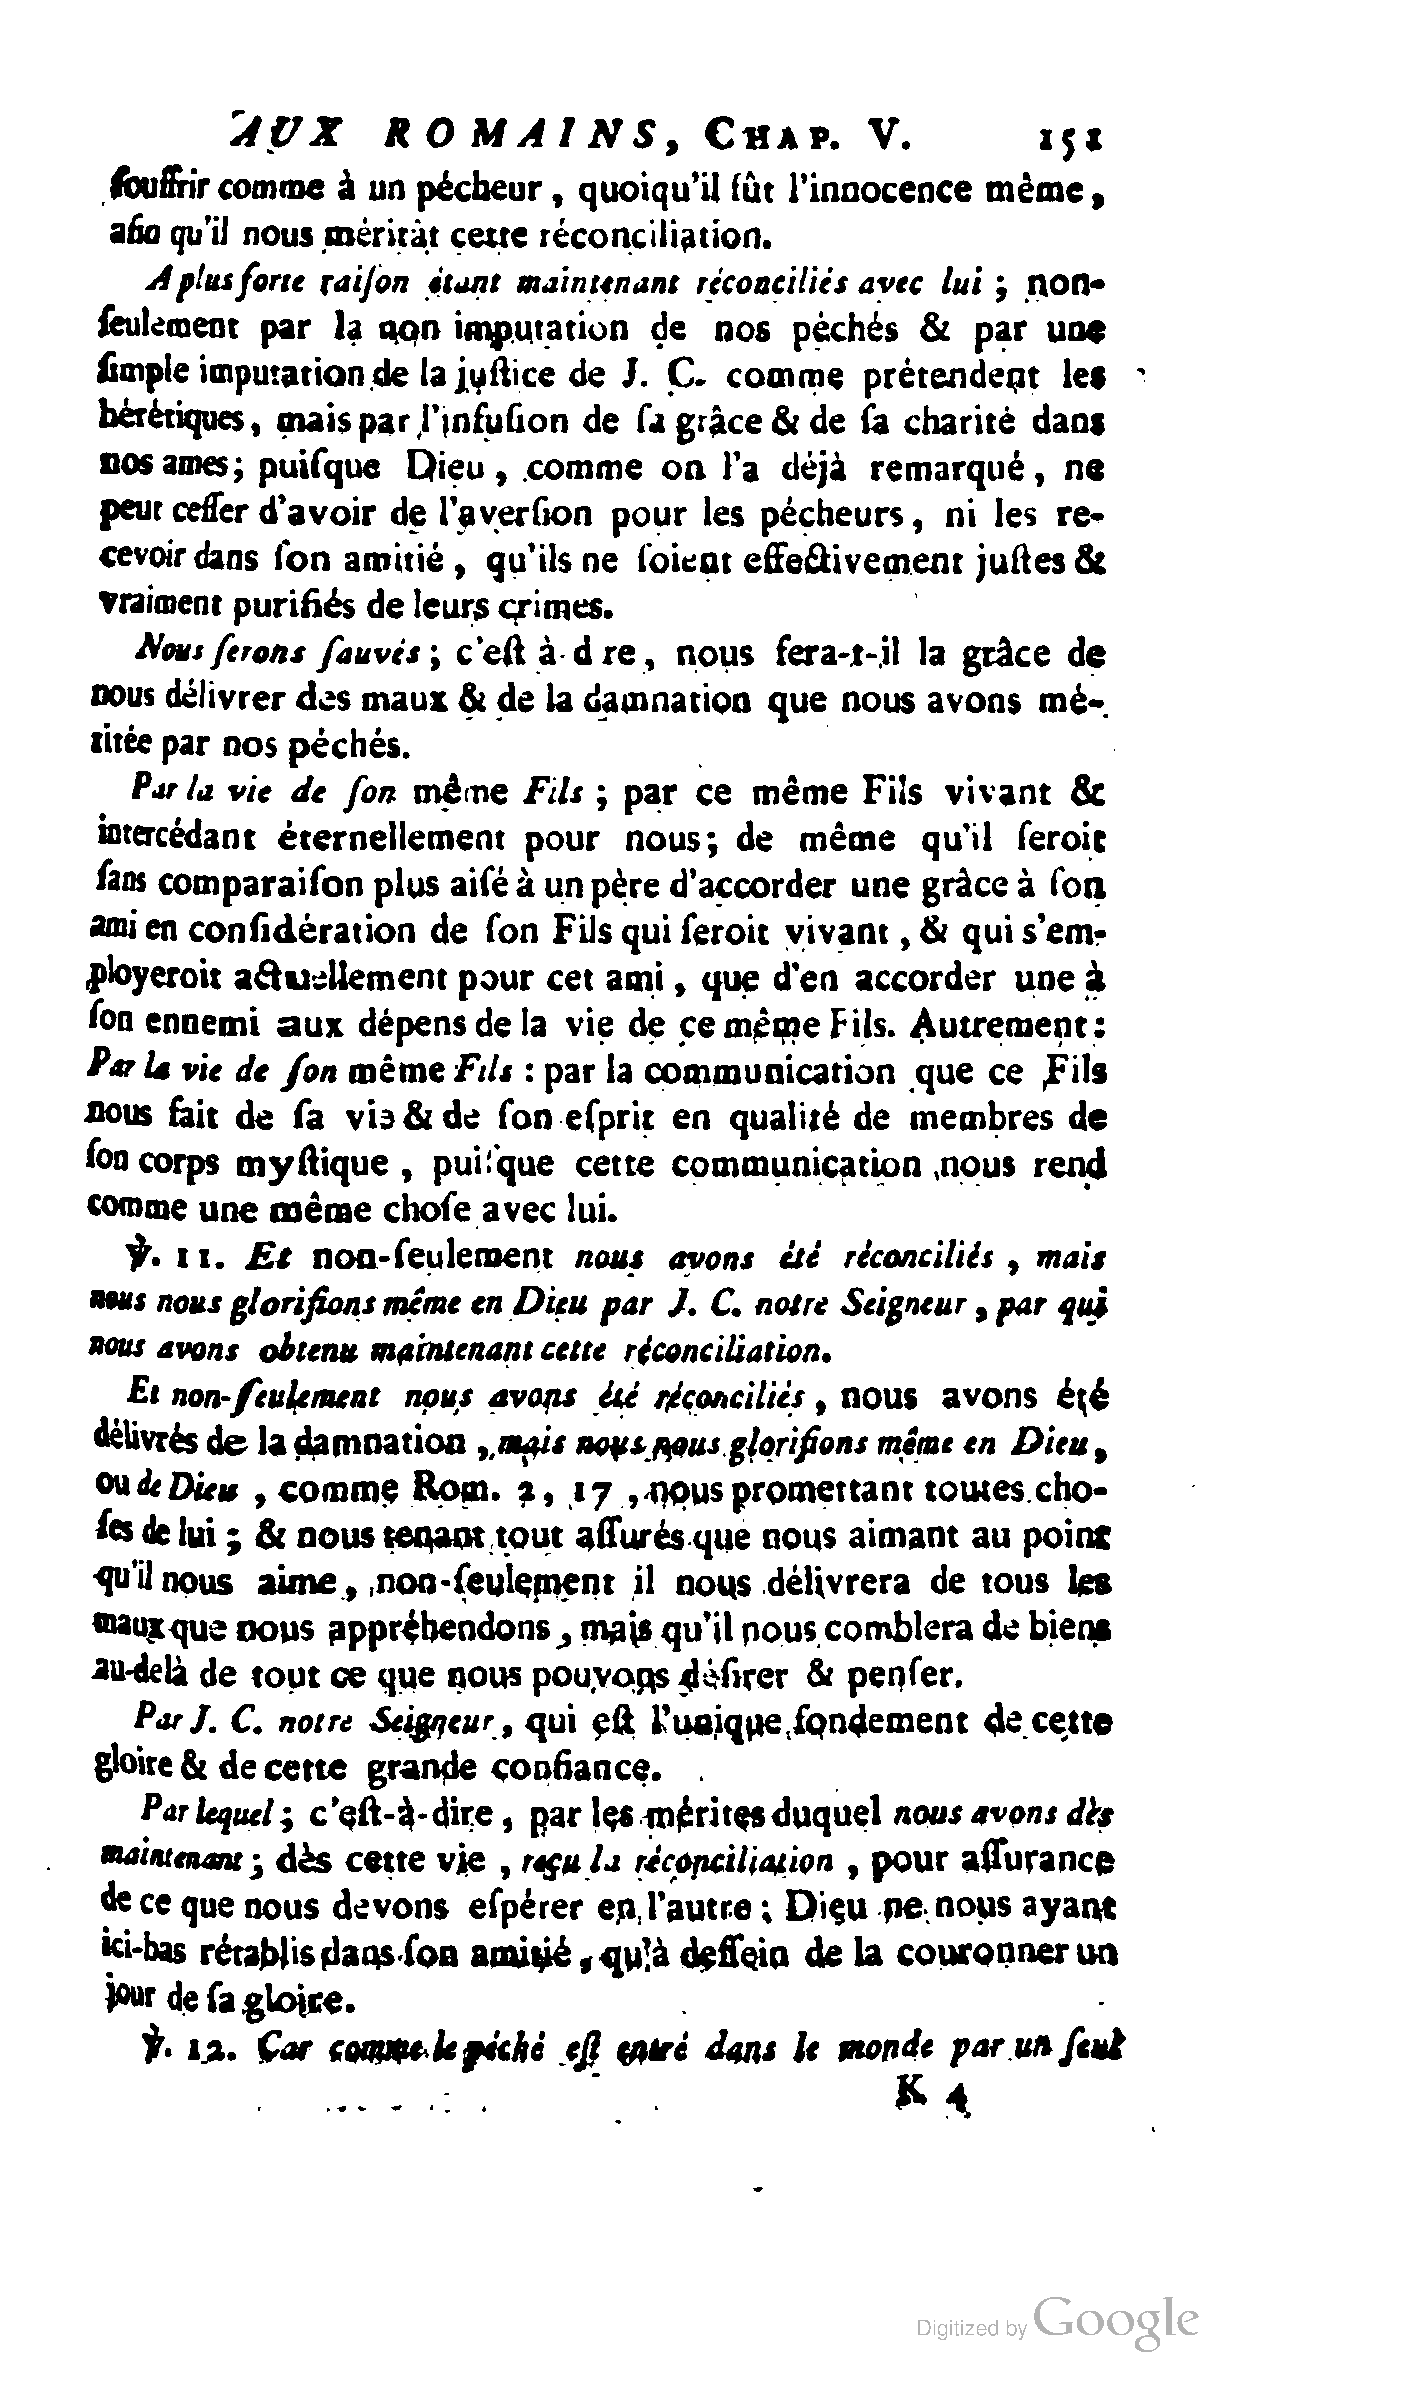 AUX ROMAINS, CHAP. V. 151
ſouffrir comme à un pécheur, quoiqu'il fût l'innocence même,
afin qu'il nous méritât cette réconciliation.
A plus forte raiſon étant maintenant réconciliés avec lui ; non-
ſeulement par la non imputation de nos péchés & par une
ſimple imputation de la juſtice de J. C. comme prétendent les
hérétiques, mais par l'infuſion de ſa grâce & de ſa charité dans
nos ames ; puiſque Dieu, comme on l'a déjà remarqué, ne
peut ceſſer d'avoir de l'averſion pour les pécheurs, ni les re-
cevoir dans ſon amitié, qu'ils ne ſoient effectivement juſtes &
vraiment purifiés de leurs crimes.
Nous ſerons ſauvés ; c'eſt à-d re, nous fera-t-il la grâce de
nous délivrer des maux & de la damnation que nous avons mé-
ritée par nos péchés.
Par la vie de ſon même Fils ; par ce même Fils vivant &
intercédant éternellement pour nous ; de même qu'il ſeroit
ſans comparaiſon plus aiſé à un père d'accorder une grâce à ſon
ami en conſidération de ſon Fils qui ſeroit vivant, & qui s'em-
ployeroit actuellement pour cet ami, que d'en accorder une à
ſon ennemi aux dépens de la vie de ce même Fils. Autrement :
Par la vie de ſon même Fils : par la communication que ce Fils
nous fait de ſa vie & de ſon eſprit en qualité de membres de
ſon corps myſtique, puiſque cette communication nous rend
comme une même choſe avec lui.
℣. 11. Et non-ſeulement nous avons été réconciliés, mais
nous nous glorifions même en Dieu par J. C. notre Seigneur, par qui
nous avons obtenu maintenant cette réconciliation.
Et non-ſeulement nous avons été réconciliés, nous avons été
délivrés de la damnation, mais nous nous glorifions même en Dieu,
ou de Dieu, comme Rom. 2, 17, nous promettant toutes cho-
ſes de lui ; & nous tenant tout aſſurés que nous aimant au point
qu'il nous aime, non-ſeulement il nous délivrera de tous les
maux que nous appréhendons, mais qu'il nous comblera de biens
au-delà de tout ce que nous pouvons déſirer & penſer.
Par J. C. notre Seigneur, qui eſt l'unique fondement de cette
gloire & de cette grande confiance.
Par lequel ; c'eſt-à-dire, par les mérites duquel nous avons dès
maintenant ; dès cette vie, reçu la réconciliation, pour aſſurance
de ce que nous devons eſpérer en l'autre ; Dieu ne nous ayant
ici-bas rétablis dans ſon amitié, qu'à deſſein de la couronner un
jour de ſa gloire.
℣. 12. Car comme le péché eſt entré dans le monde par un ſeul
K 4
Digitized by Google